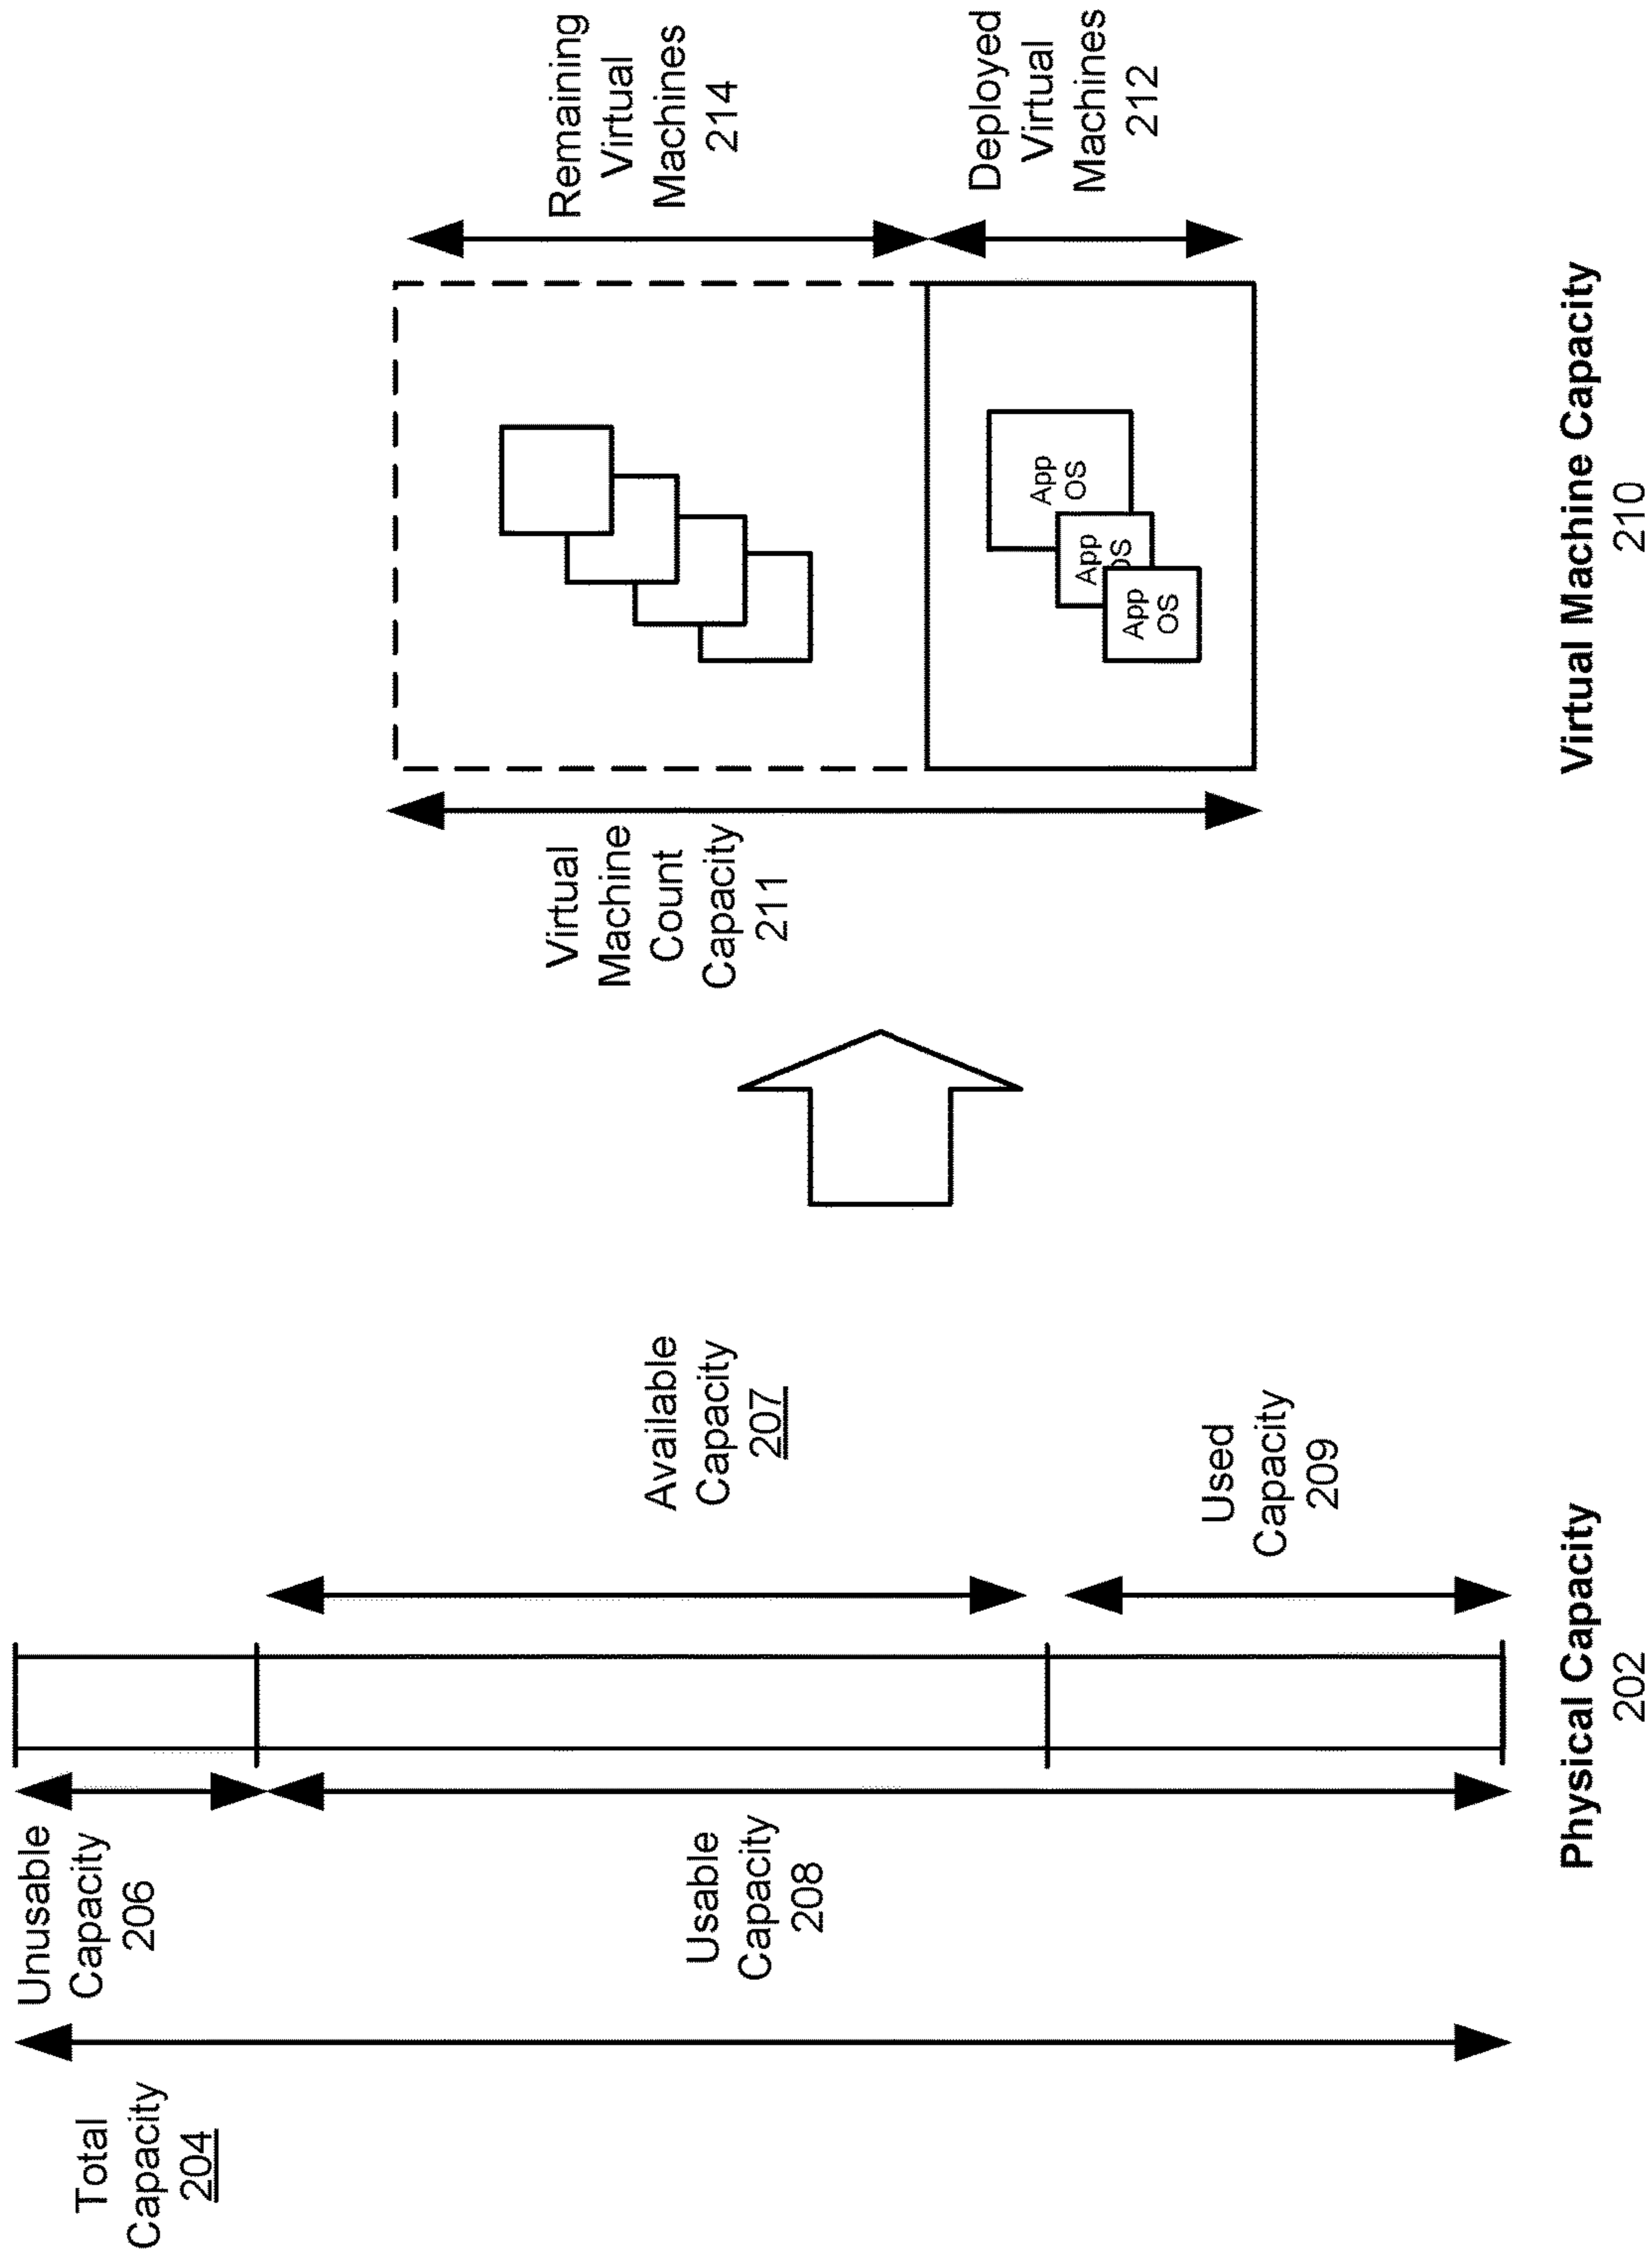 Total
Capacity
204
Unusable
Capacity
206
Usable
Capacity
208
Available
Capacity
207
Used
Capacity
209
Physical Capacity
202
Virtual
Machine
Count
Capacity
211
Remaining
Virtual
Machines
214
App
OS
App
OS
App
OS
Deployed
Virtual
Machines
212
Virtual Machine Capacity
210